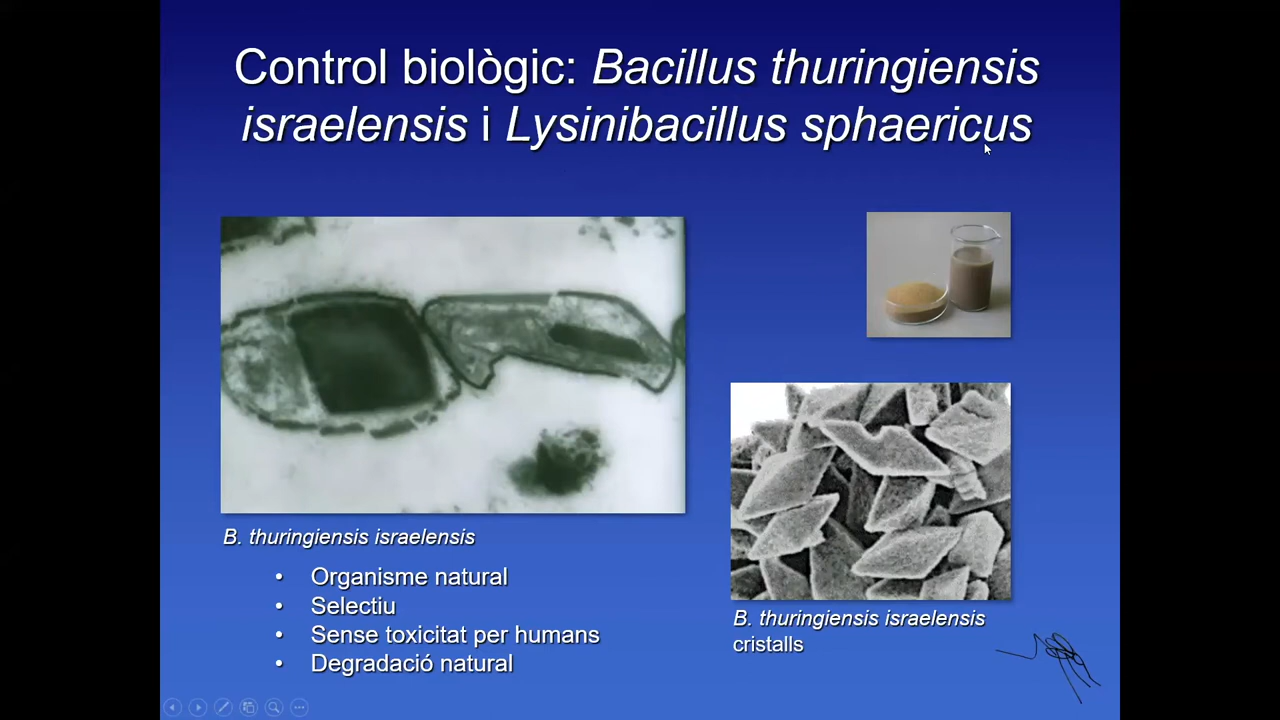 Control biològic: Bacillus thuringiensis
israelensis i Lysinibacillus sphaericus
B. thuringiensis israelensis
• Organisme natural
• Selectiu
• Sense toxicitat per humans
• Degradació natural
B. thuringiensis israelensis
cristalls